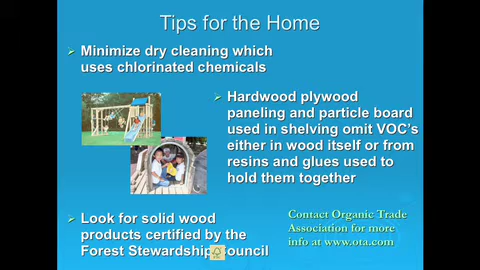 Tips for the Home
Minimize dry cleaning which
uses chlorinated chemicals
Hardwood plywood
paneling and particle board
used in shelving omit VOC's
either in wood itself or from
resins and glues used to
hold them together
Look for solid wood
products certified by the
Forest Stewardship Council
Contact Organic Trade
Association for more
info at www.ota.com